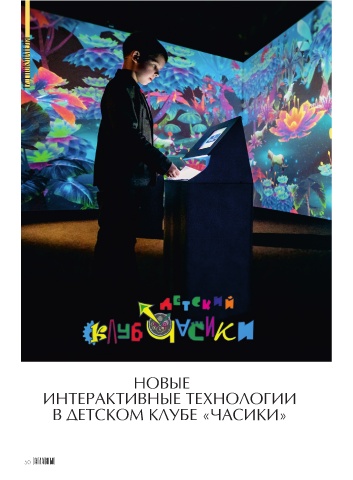 ДЕТСКИЙ
КЛУБ ЧАСИКИ
НОВЫЕ
ИНТЕРАКТИВНЫЕ ТЕХНОЛОГИИ
В ДЕТСКОМ КЛУБЕ «ЧАСИКИ»